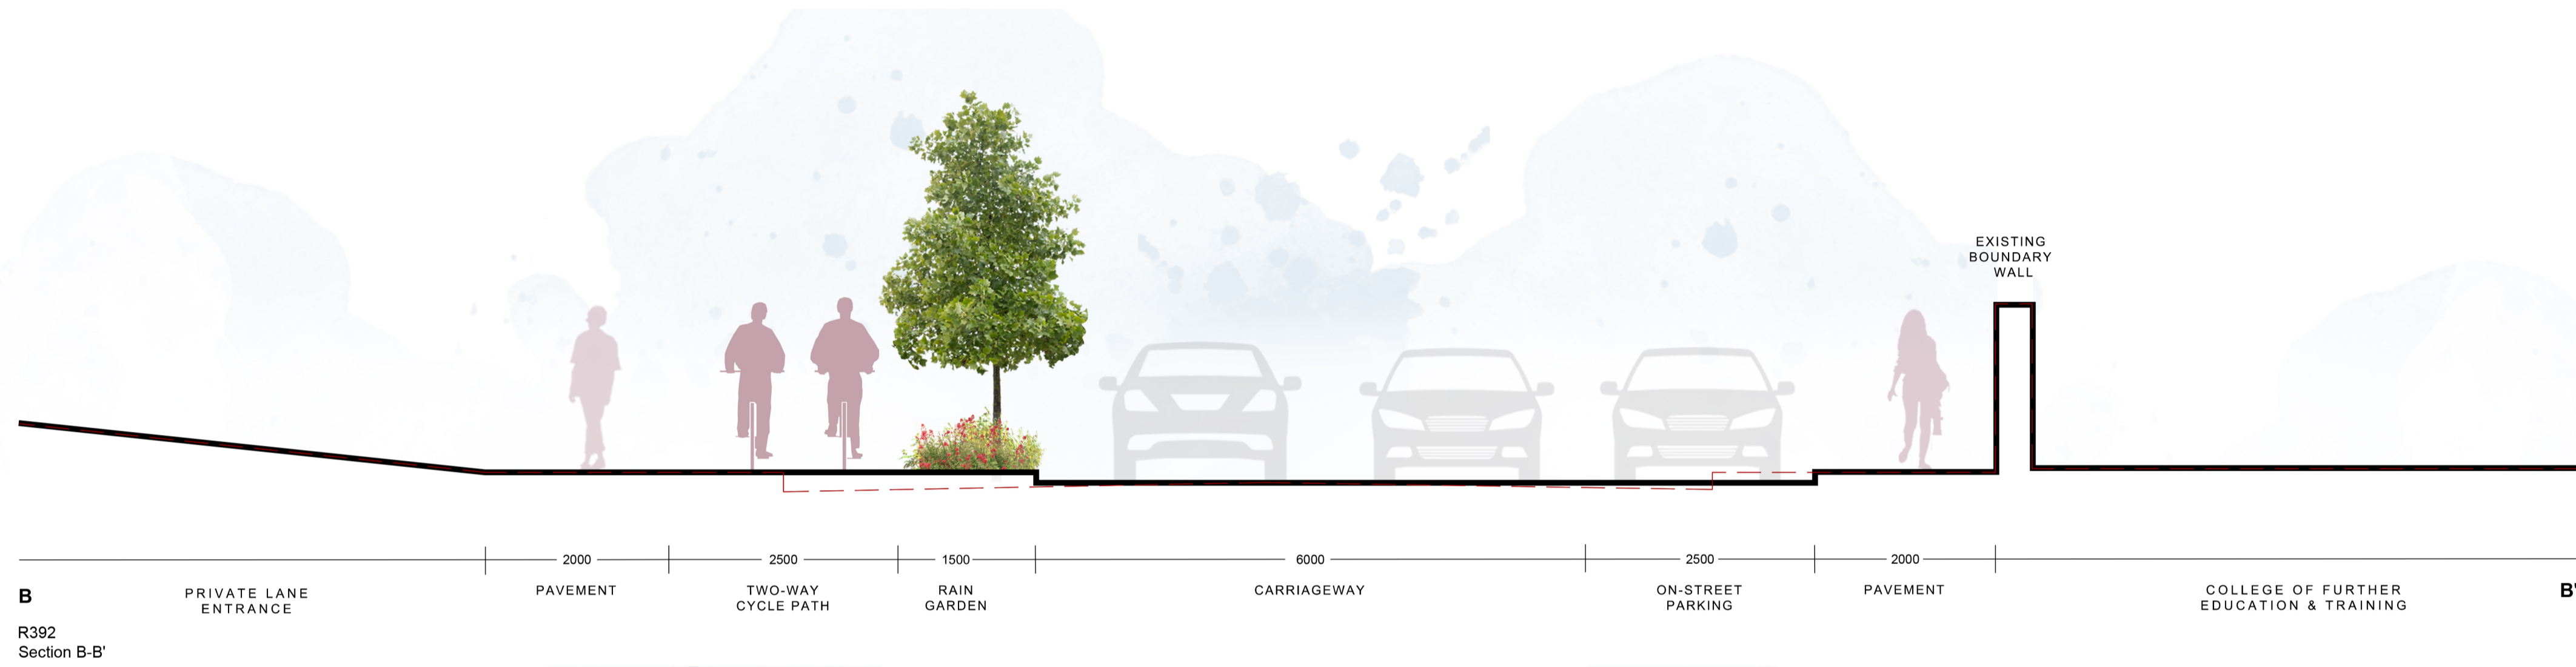 EXISTING
BOUNDARY
WALL
2000
2500
1500
6000
2500
2000
B
PRIVATE LANE
ENTRANCE
PAVEMENT
TWO-WAY
CYCLE PATH
RAIN
GARDEN
CARRIAGEWAY
ON-STREET
PARKING
PAVEMENT
COLLEGE OF FURTHER
EDUCATION & TRAINING
B'
R392
Section B-B'